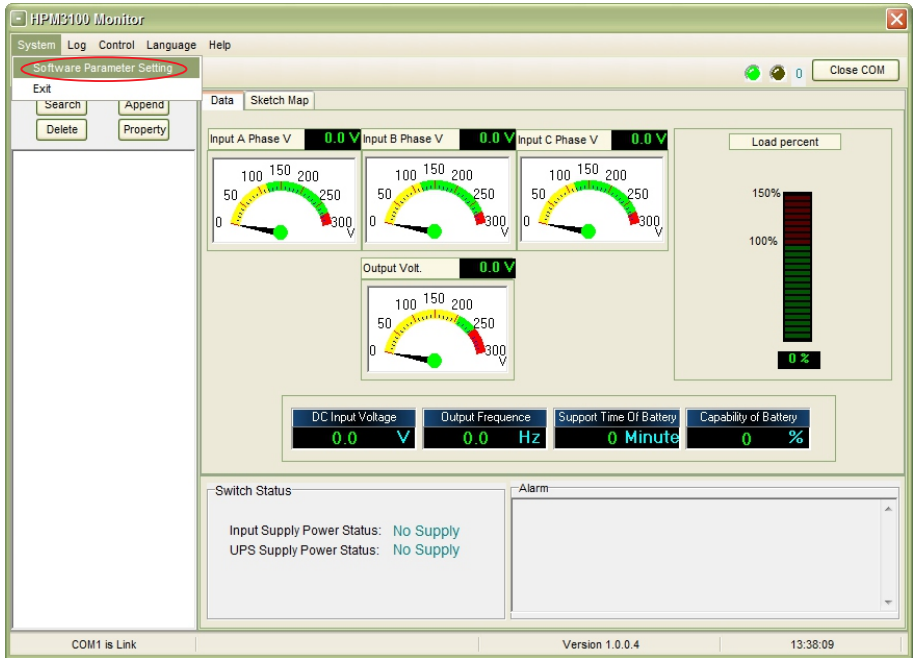 HPM3100 Monitor
System Log Control Language Help
Software Parameter Setting
Exit
0 Close COM
Search Append
Delete Property
Data Sketch Map
Input A Phase V 0.0 V Input B Phase V 0.0 V Input C Phase V 0.0 V
0 50 100 150 200 250 300 V
0 50 100 150 200 250 300 V
0 50 100 150 200 250 300 V
Load percent
150%
100%
0 %
Output Volt. 0.0 V
0 50 100 150 200 250 300 V
DC Input Voltage Output Frequence Support Time Of Battery Capability of Battery
0.0 V 0.0 Hz 0 Minute 0 %
Switch Status
Input Supply Power Status: No Supply
UPS Supply Power Status: No Supply
Alarm
COM1 is Link Version 1.0.0.4 13:38:09